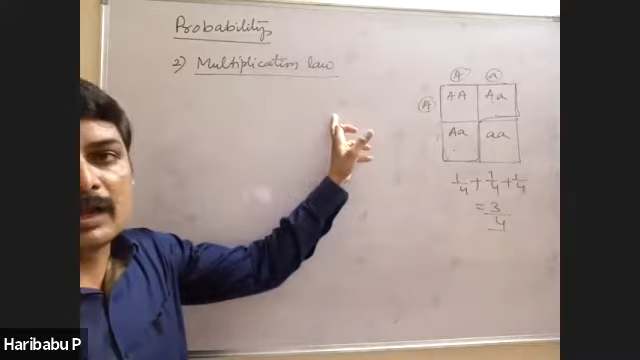 Probability
2) Multiplication law
A a
A AA Aa
Aa aa
1/4 + 1/4 + 1/4
= 3/4
Haribabu P